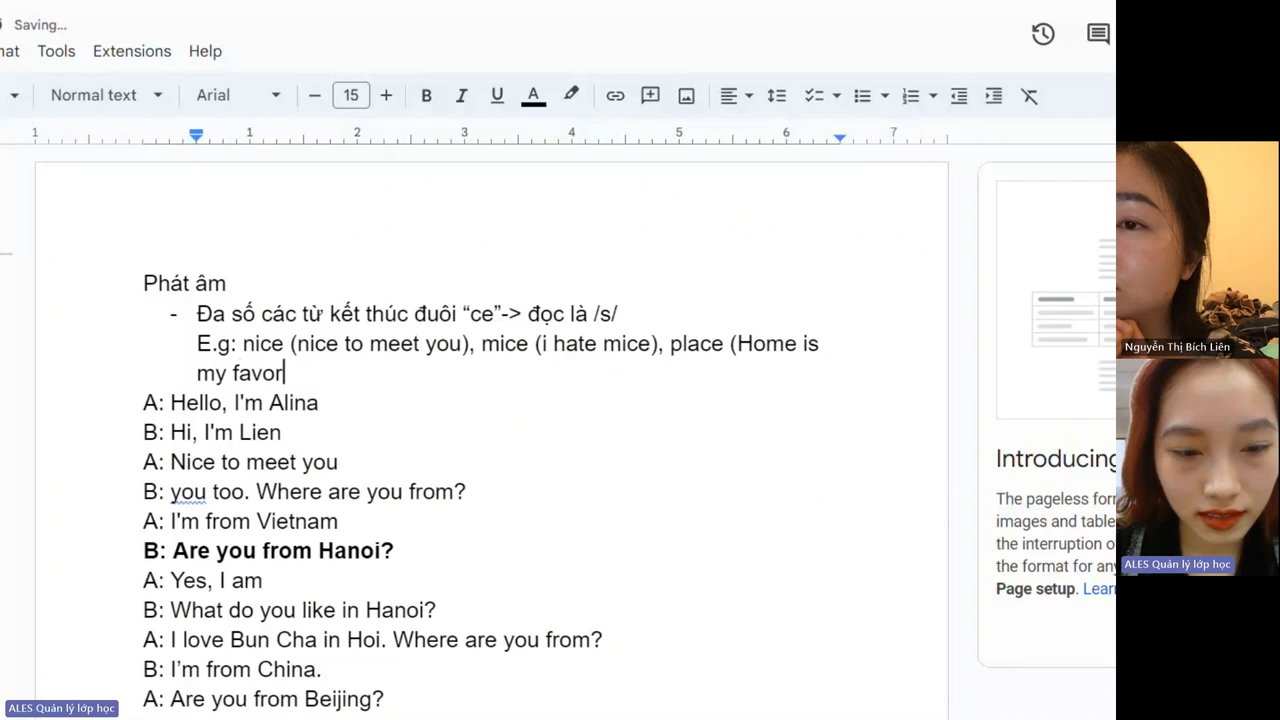 Saving...
mat Tools Extensions Help
Normal text Arial 15 B I U A
1 1 2 3 4 5 6 7
Phát âm
- Đa số các từ kết thúc đuôi “ce”-> đọc là /s/
E.g: nice (nice to meet you), mice (i hate mice), place (Home is
my favor
A: Hello, I'm Alina
B: Hi, I'm Lien
A: Nice to meet you
B: you too. Where are you from?
A: I'm from Vietnam
B: Are you from Hanoi?
A: Yes, I am
B: What do you like in Hanoi?
A: I love Bun Cha in Hoi. Where are you from?
B: I’m from China.
A: Are you from Beijing?
Introducing
The pageless for
images and table
the interruption o
the format for any
Page setup. Lear
Nguyễn Thị Bích Liên
ALES Quản lý lớp học
ALES Quản lý lớp học